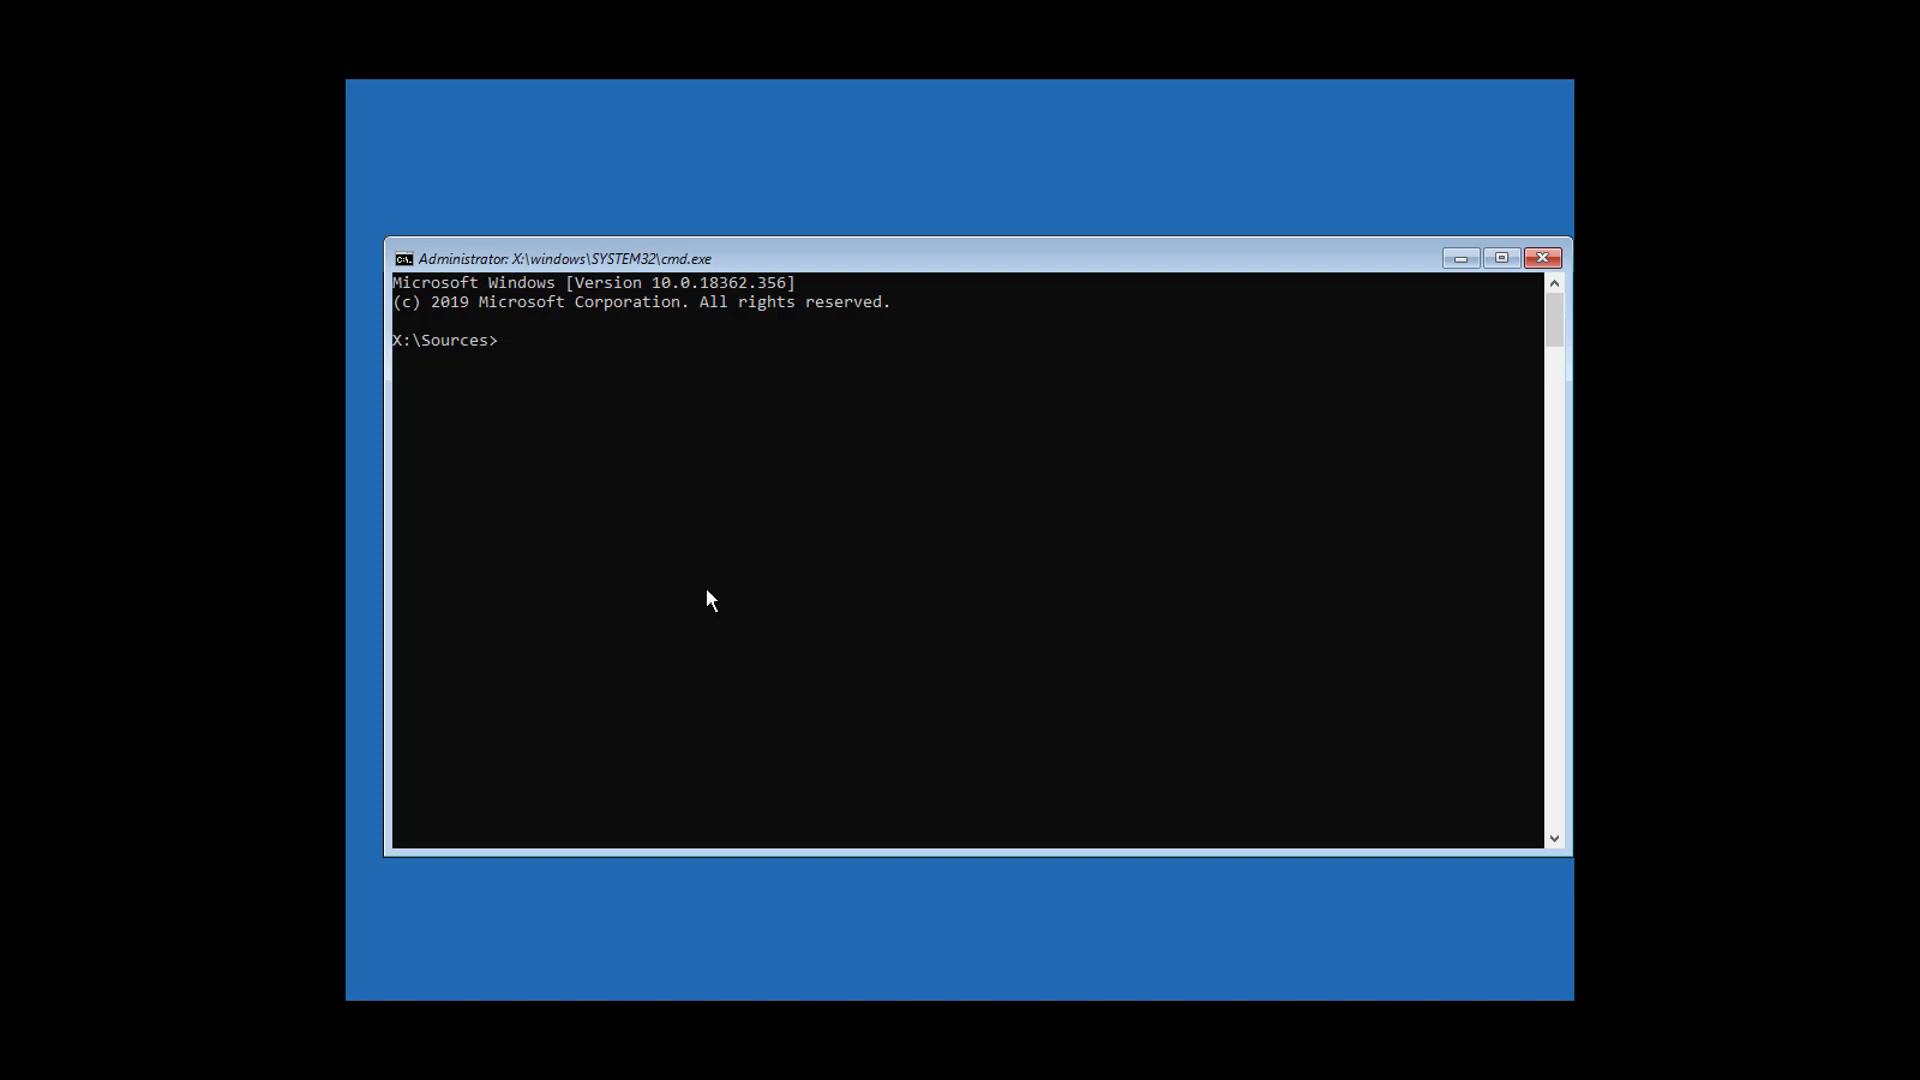 Administrator: X:\windows\SYSTEM32\cmd.exe
Microsoft Windows [Version 10.0.18362.356]
(c) 2019 Microsoft Corporation. All rights reserved.
X:\Sources>